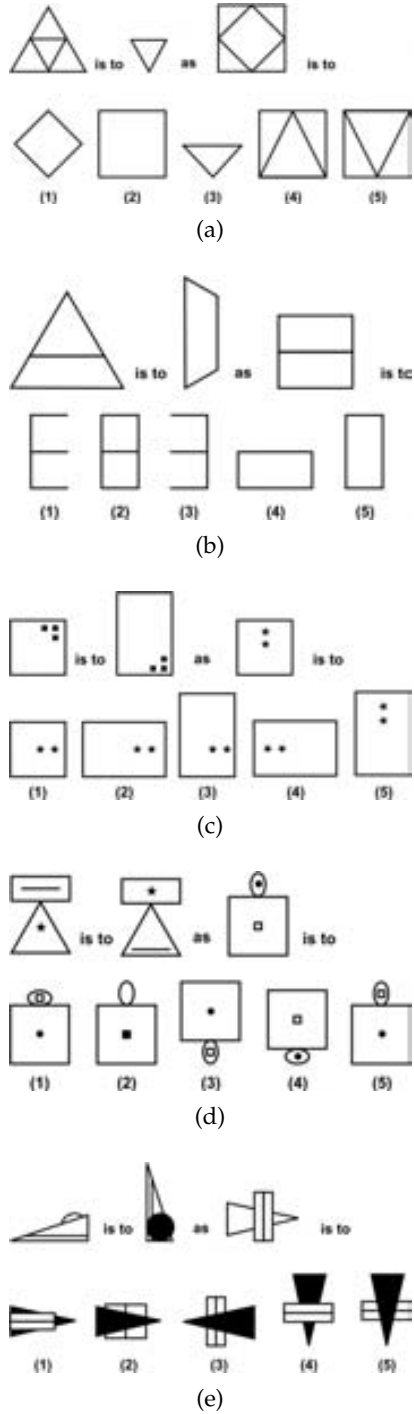 is to as is to
(1) (2) (3) (4) (5)
(a)
is to as is to
(1) (2) (3) (4) (5)
(b)
is to as is to
(1) (2) (3) (4) (5)
(c)
is to as is to
(1) (2) (3) (4) (5)
(d)
is to as is to
(1) (2) (3) (4) (5)
(e)